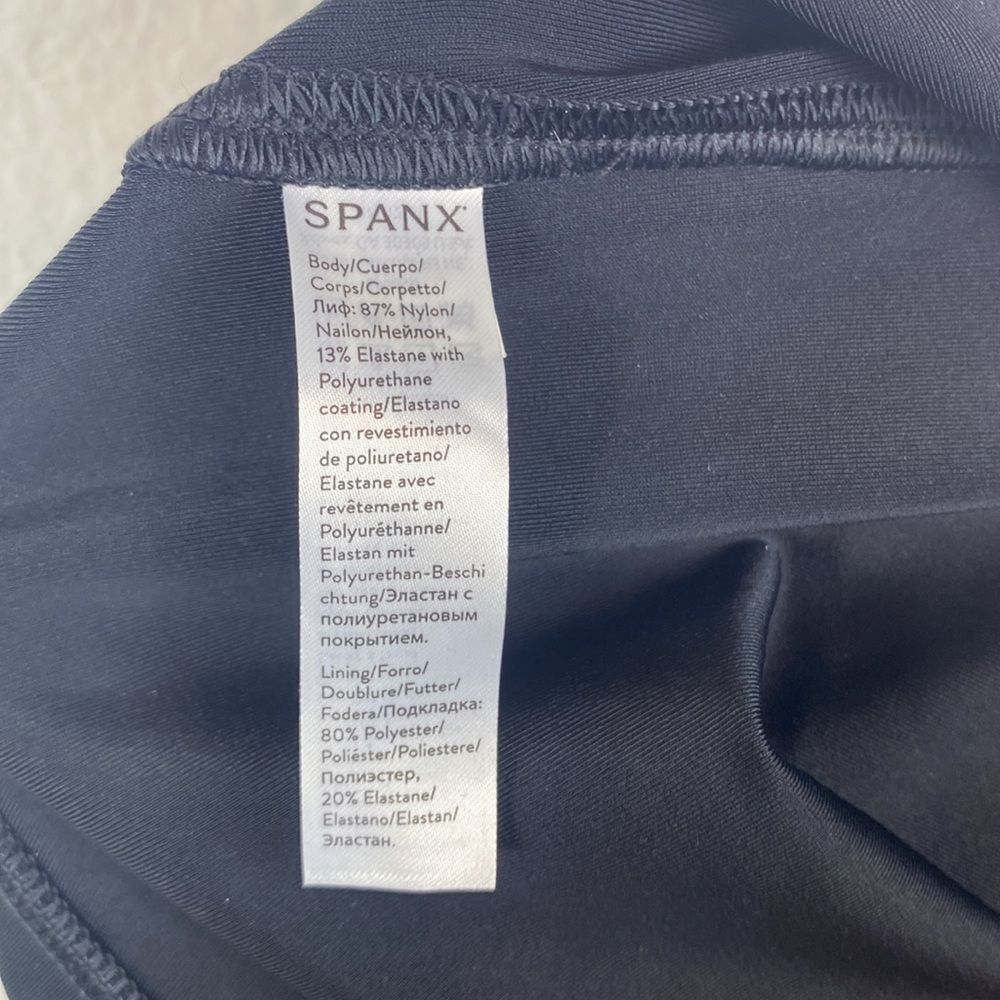 SPANX
Body/Cuerpo/
Corps/Corpetto/
Лиф: 87% Nylon/
Nailon/Нейлон,
13% Elastane with
Polyurethane
coating/Elastano
con revestimiento
de poliuretano/
Elastane avec
revêtement en
Polyuréthanne/
Elastan mit
Polyurethan-Beschi
chtung/Эластан с
полиуретановым
покрытием.
Lining/Forro/
Doublure/Futter/
Fodera/Подкладка:
80% Polyester/
Poliéster/Poliestere/
Полиэстер,
20% Elastane/
Elastano/Elastan/
Эластан.